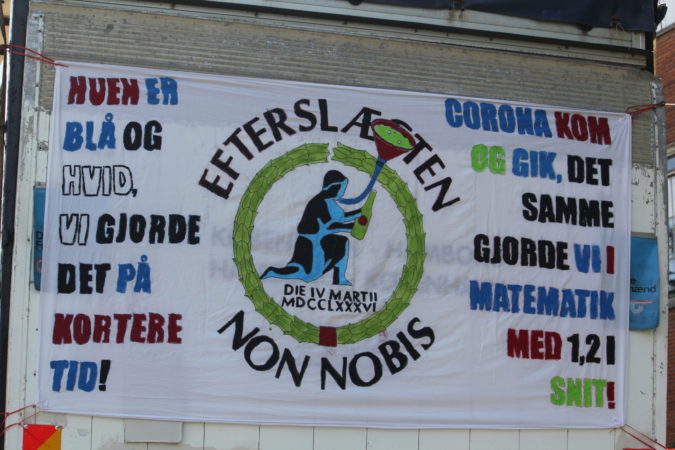 HUEN ER
BLÅ OG
HVID,
VI GJORDE
DET PÅ
KORTERE
TID!
EFTERSLÆGTEN
DIE IV MARTII
MDCCLXXXVI
NON NOBIS
CORONA KOM
OG GIK, DET
SAMME
GJORDE VI I
MATEMATIK
MED 1,2 I
SNIT!